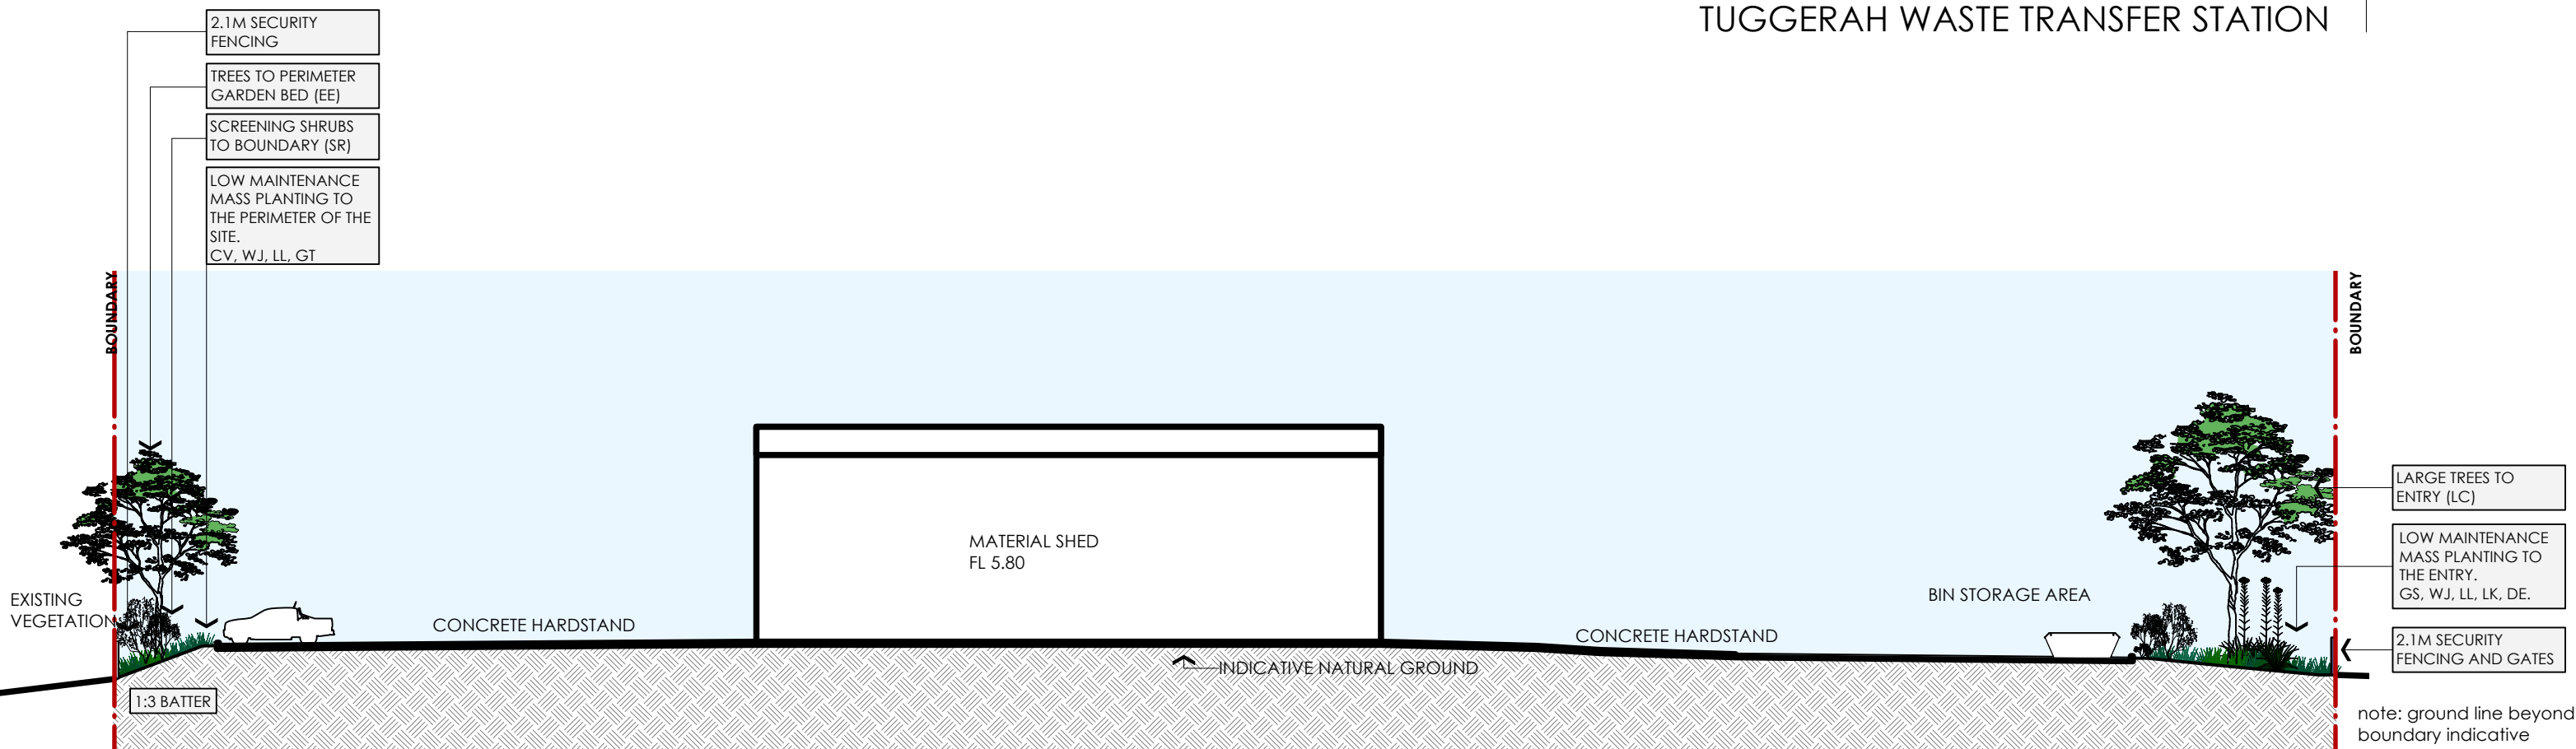 TUGGERAH WASTE TRANSFER STATION
2.1M SECURITY
FENCING
TREES TO PERIMETER
GARDEN BED (EE)
SCREENING SHRUBS
TO BOUNDARY (SR)
LOW MAINTENANCE
MASS PLANTING TO
THE PERIMETER OF THE
SITE.
CV, WJ, LL, GT
BOUNDARY
BOUNDARY
LARGE TREES TO
ENTRY (LC)
LOW MAINTENANCE
MASS PLANTING TO
THE ENTRY.
GS, WJ, LL, LK, DE.
MATERIAL SHED
FL 5.80
EXISTING
VEGETATION
BIN STORAGE AREA
CONCRETE HARDSTAND
CONCRETE HARDSTAND
2.1M SECURITY
FENCING AND GATES
INDICATIVE NATURAL GROUND
1:3 BATTER
note: ground line beyond
boundary indicative